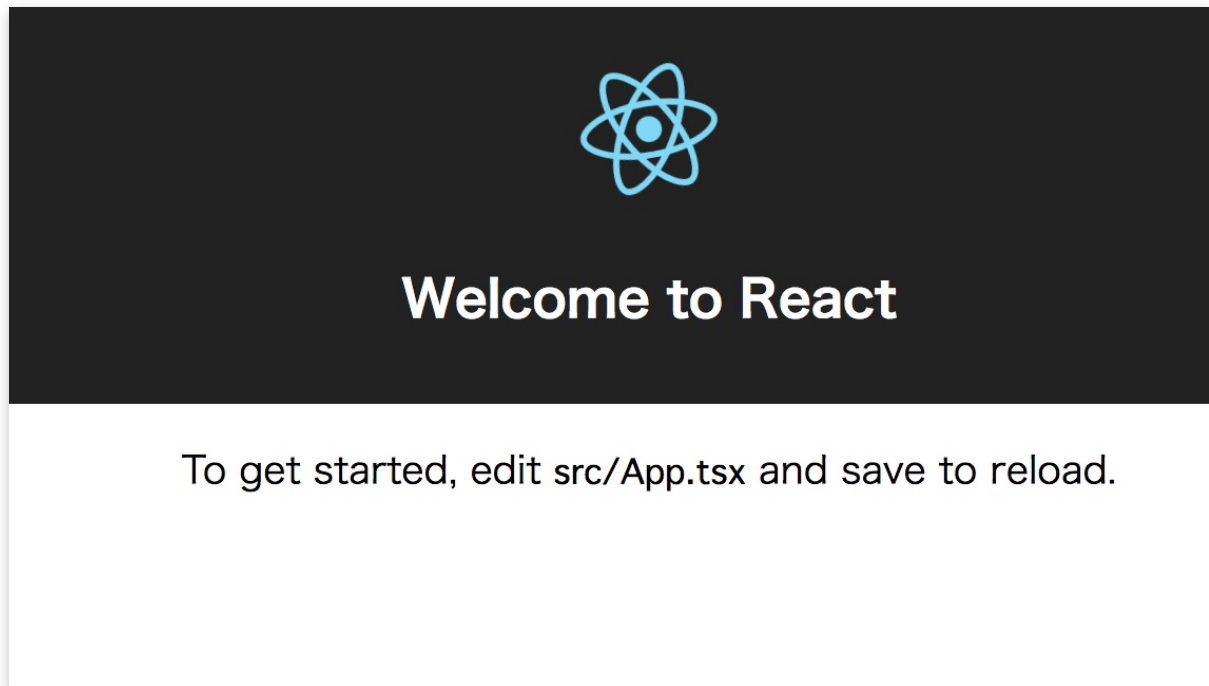 Welcome to React
To get started, edit src/App.tsx and save to reload.